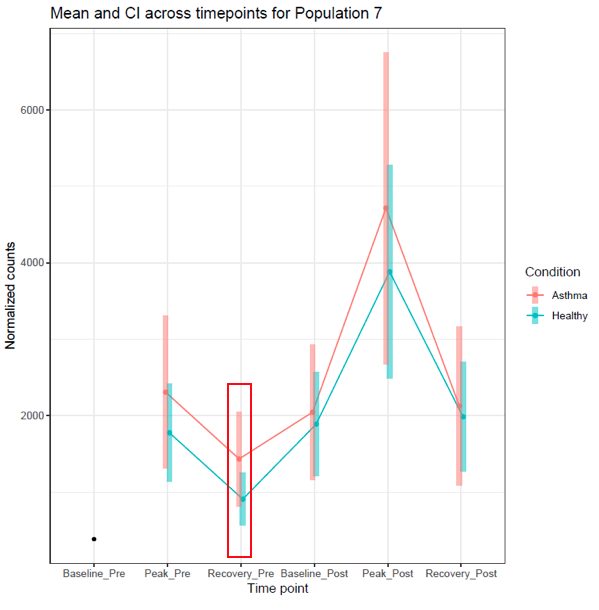 Mean and CI across timepoints for Population 7
Normalized counts
6000
4000
2000
Baseline_Pre Peak_Pre Recovery_Pre Baseline_Post Peak_Post Recovery_Post
Time point
Condition
Asthma
Healthy